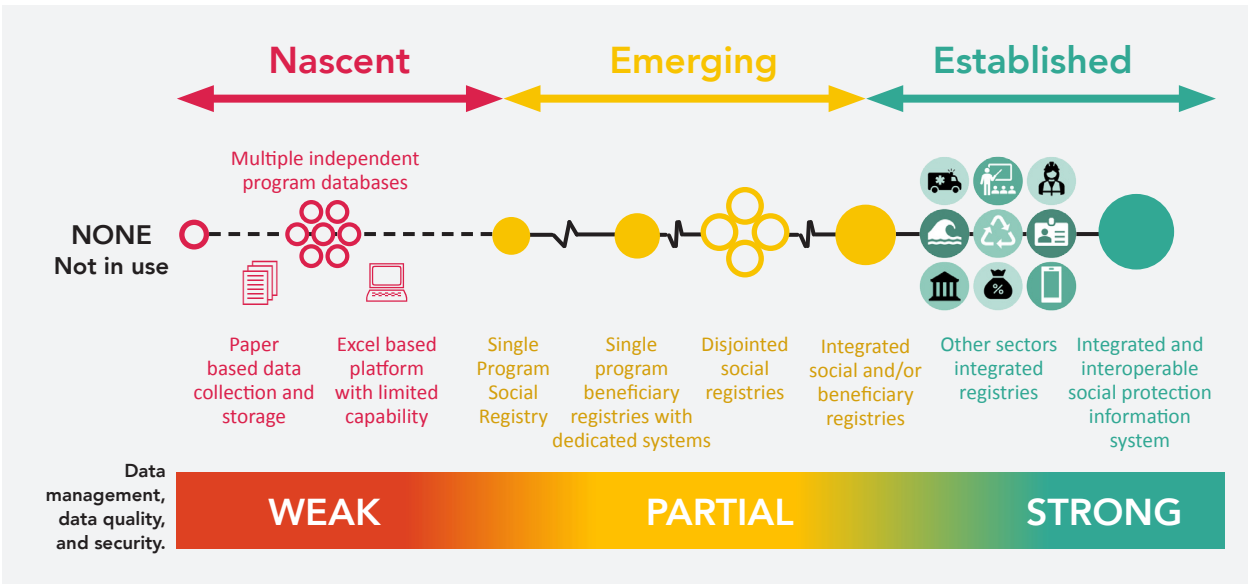 Nascent
Emerging
Established
Multiple independent
program databases
NONE
Not in use
%
Paper
based data
collection and
storage
Excel based
platform
with limited
capability
Single
Program
Social
Registry
Single
program
beneficiary
registries with
dedicated systems
Disjointed
social
registries
Integrated
social and/or
beneficiary
registries
Other sectors
integrated
registries
Integrated and
interoperable
social protection
information
system
Data
management,
data quality,
and security.
WEAK
PARTIAL
STRONG